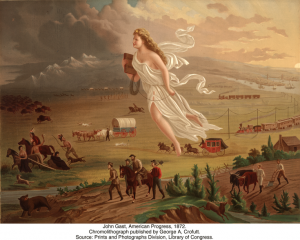 John Gast, American Progress, 1872.
Chromolithograph published by George A. Crofutt.
Source: Prints and Photographs Division, Library of Congress.